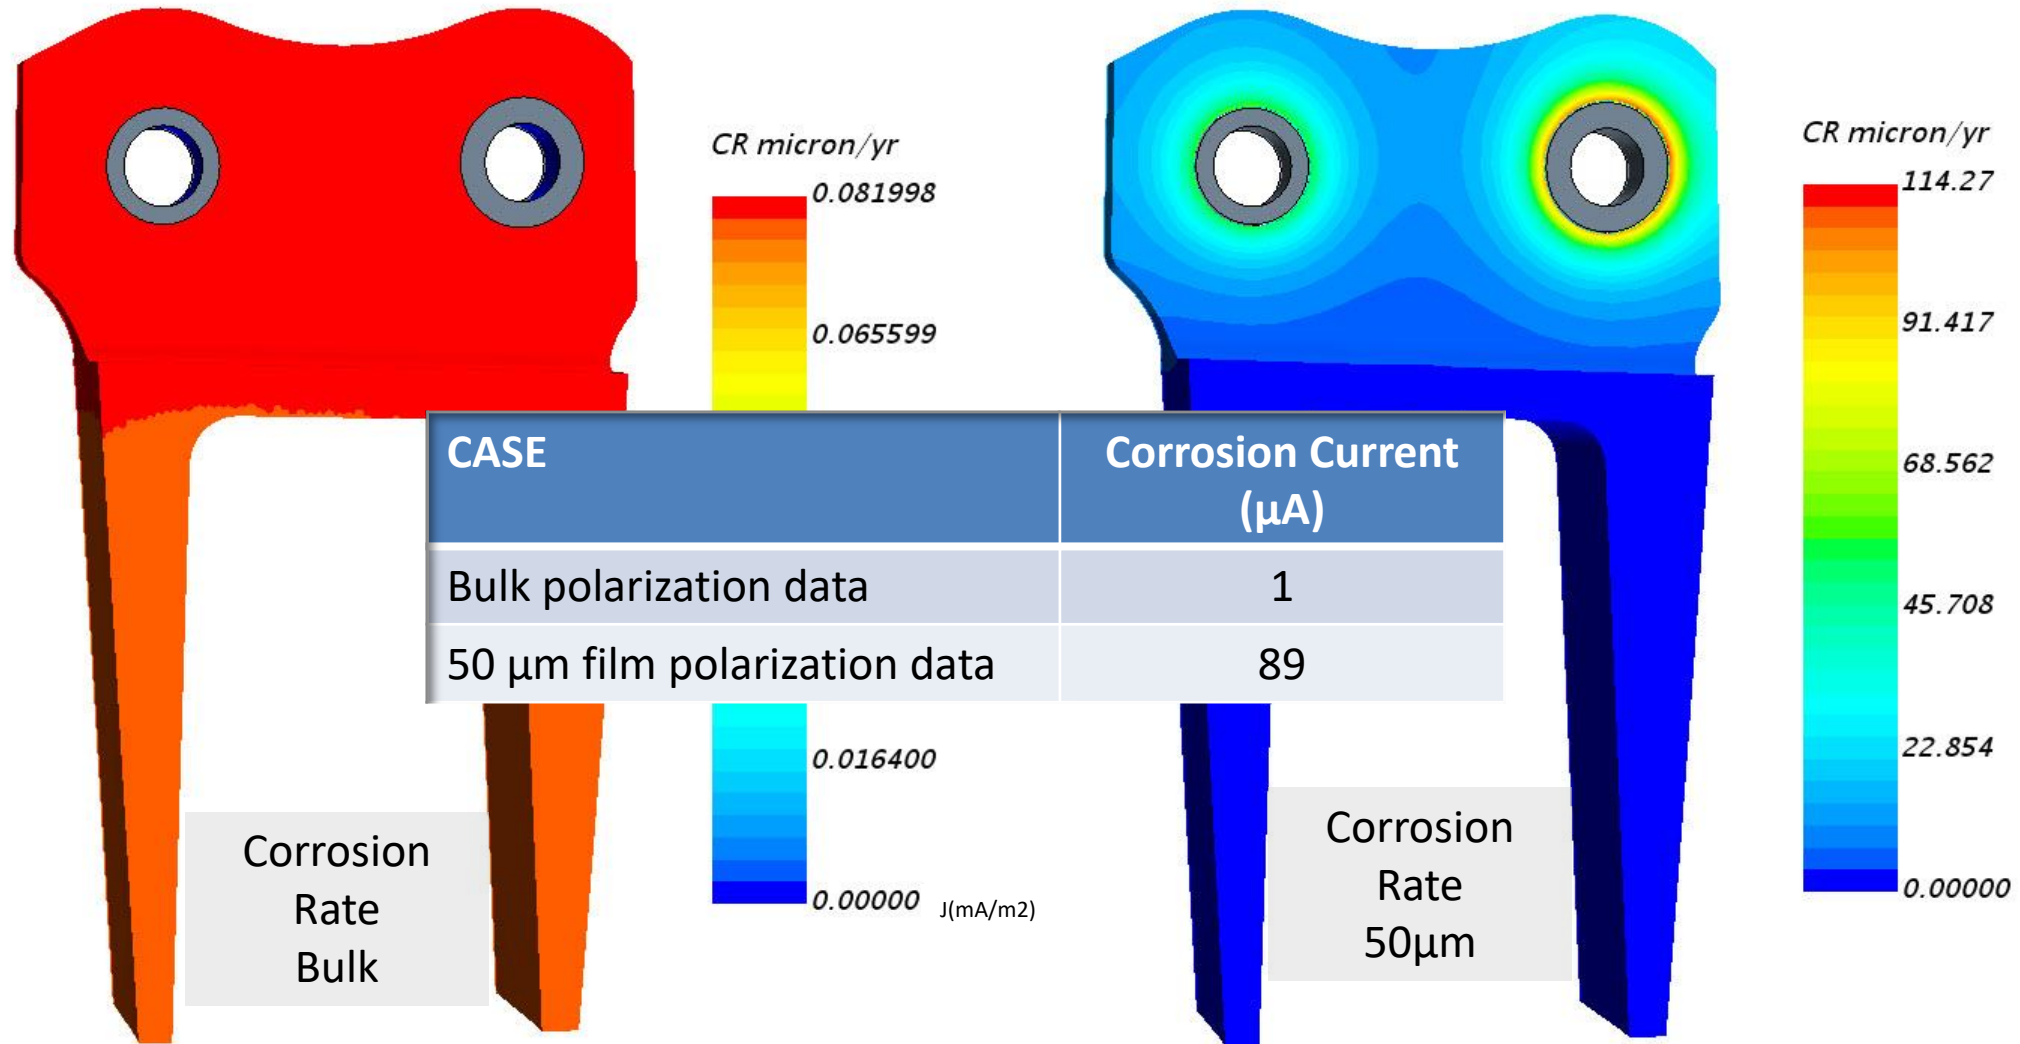 CR micron/yr
0.081998
0.065599
0.016400
0.00000
J(mA/m2)
CR micron/yr
114.27
91.417
68.562
45.708
22.854
0.00000
CASE Corrosion Current
(µA)
Bulk polarization data 1
50 µm film polarization data 89
Corrosion
Rate
Bulk
Corrosion
Rate
50µm